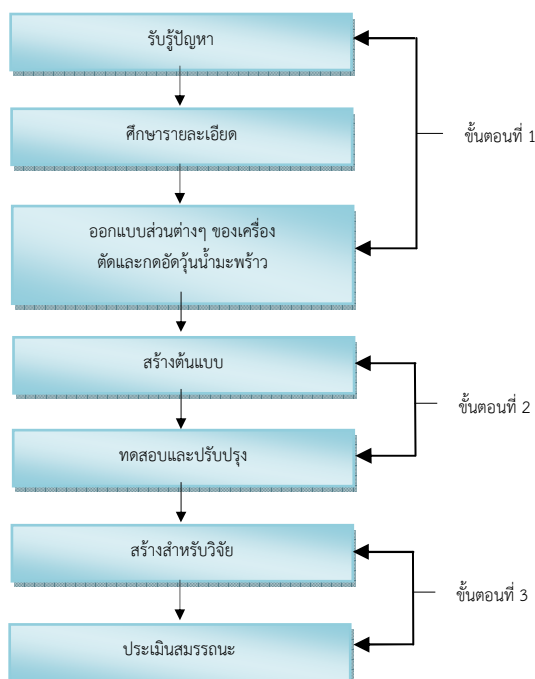 รับรู้ปัญหา
ศึกษารายละเอียด
ขั้นตอนที่ 1
ออกแบบส่วนต่างๆ ของเครื่อง
ตัดและกดอัดวุ้นน้ำมะพร้าว
สร้างต้นแบบ
ขั้นตอนที่ 2
ทดสอบและปรับปรุง
สร้างสำหรับวิจัย
ขั้นตอนที่ 3
ประเมินสมรรถนะ